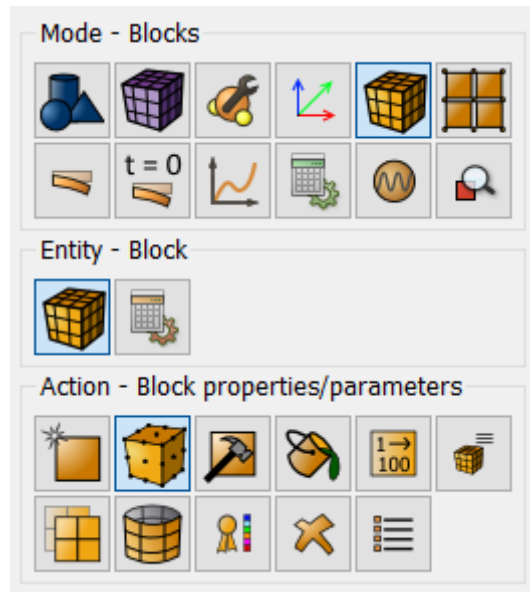 Mode - Blocks
t = 0
Entity - Block
Action - Block properties/parameters
1→
100